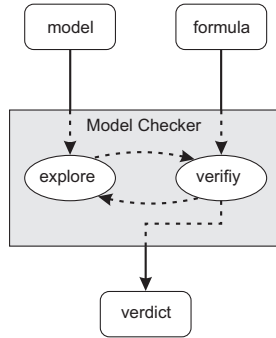 model
formula
Model Checker
explore
verifiy
verdict